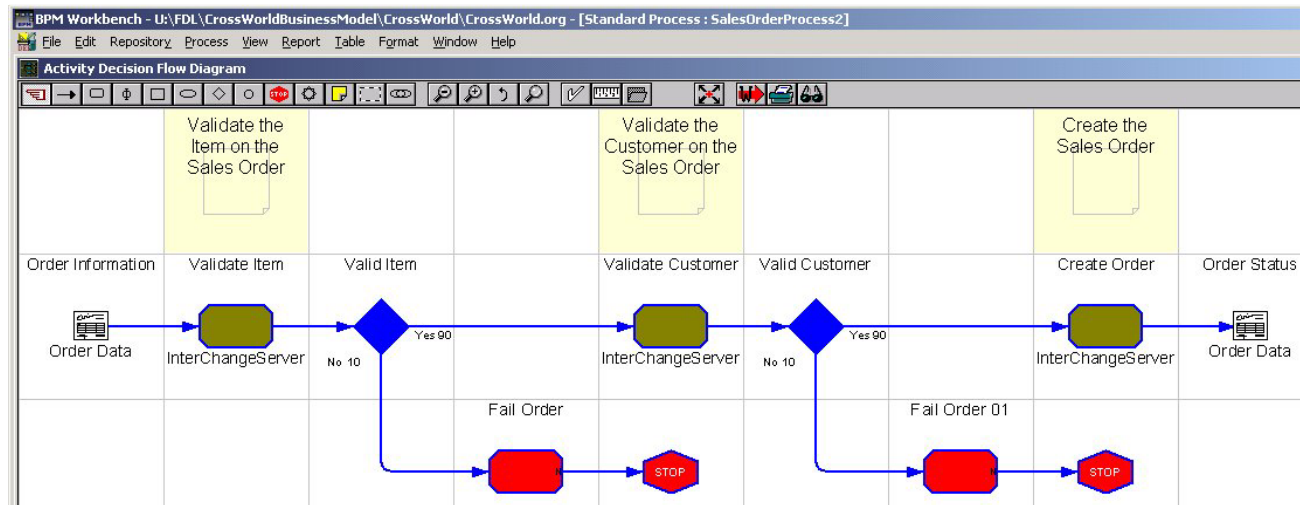 BPM Workbench - U:\FDL\CrossWorldBusinessModel\CrossWorld\CrossWorld.org - [Standard Process : SalesOrderProcess2]
File Edit Repository Process View Report Table Format Window Help
Activity Decision Flow Diagram
STOP
Validate the
Item on the
Sales Order
Validate the
Customer on the
Sales Order
Create the
Sales Order
Order Information
Validate Item
Valid Item
Validate Customer
Valid Customer
Create Order
Order Status
Order Data
InterChangeServer
No 10
Yes 90
InterChangeServer
No 10
Yes 90
InterChangeServer
Order Data
Fail Order
Fail Order 01
N
STOP
N
STOP